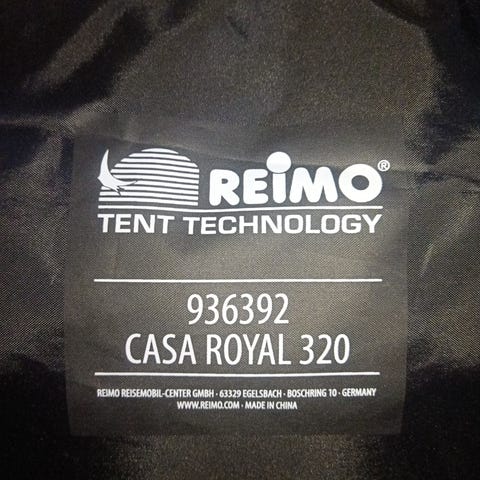 REIMO®
TENT TECHNOLOGY
936392
CASA ROYAL 320
REIMO REISEMOBIL-CENTER GMBH · 63329 EGELSBACH · BOSCHRING 10 · GERMANY
WWW.REIMO.COM · MADE IN CHINA